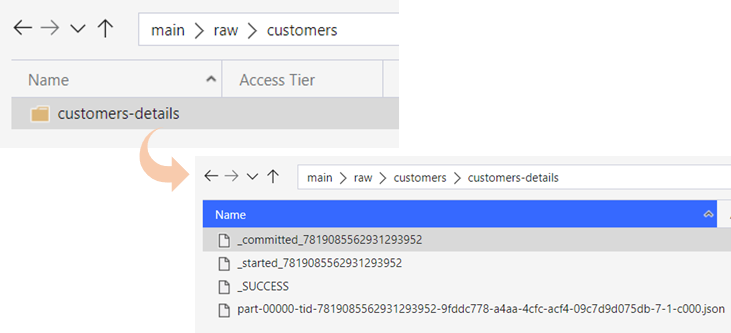 main > raw > customers
Name Access Tier
customers-details
main > raw > customers > customers-details
Name
_committed_7819085562931293952
_started_7819085562931293952
_SUCCESS
part-00000-tid-7819085562931293952-9fddc778-a4aa-4cfc-acf4-09c7d9d075db-7-1-c000.json